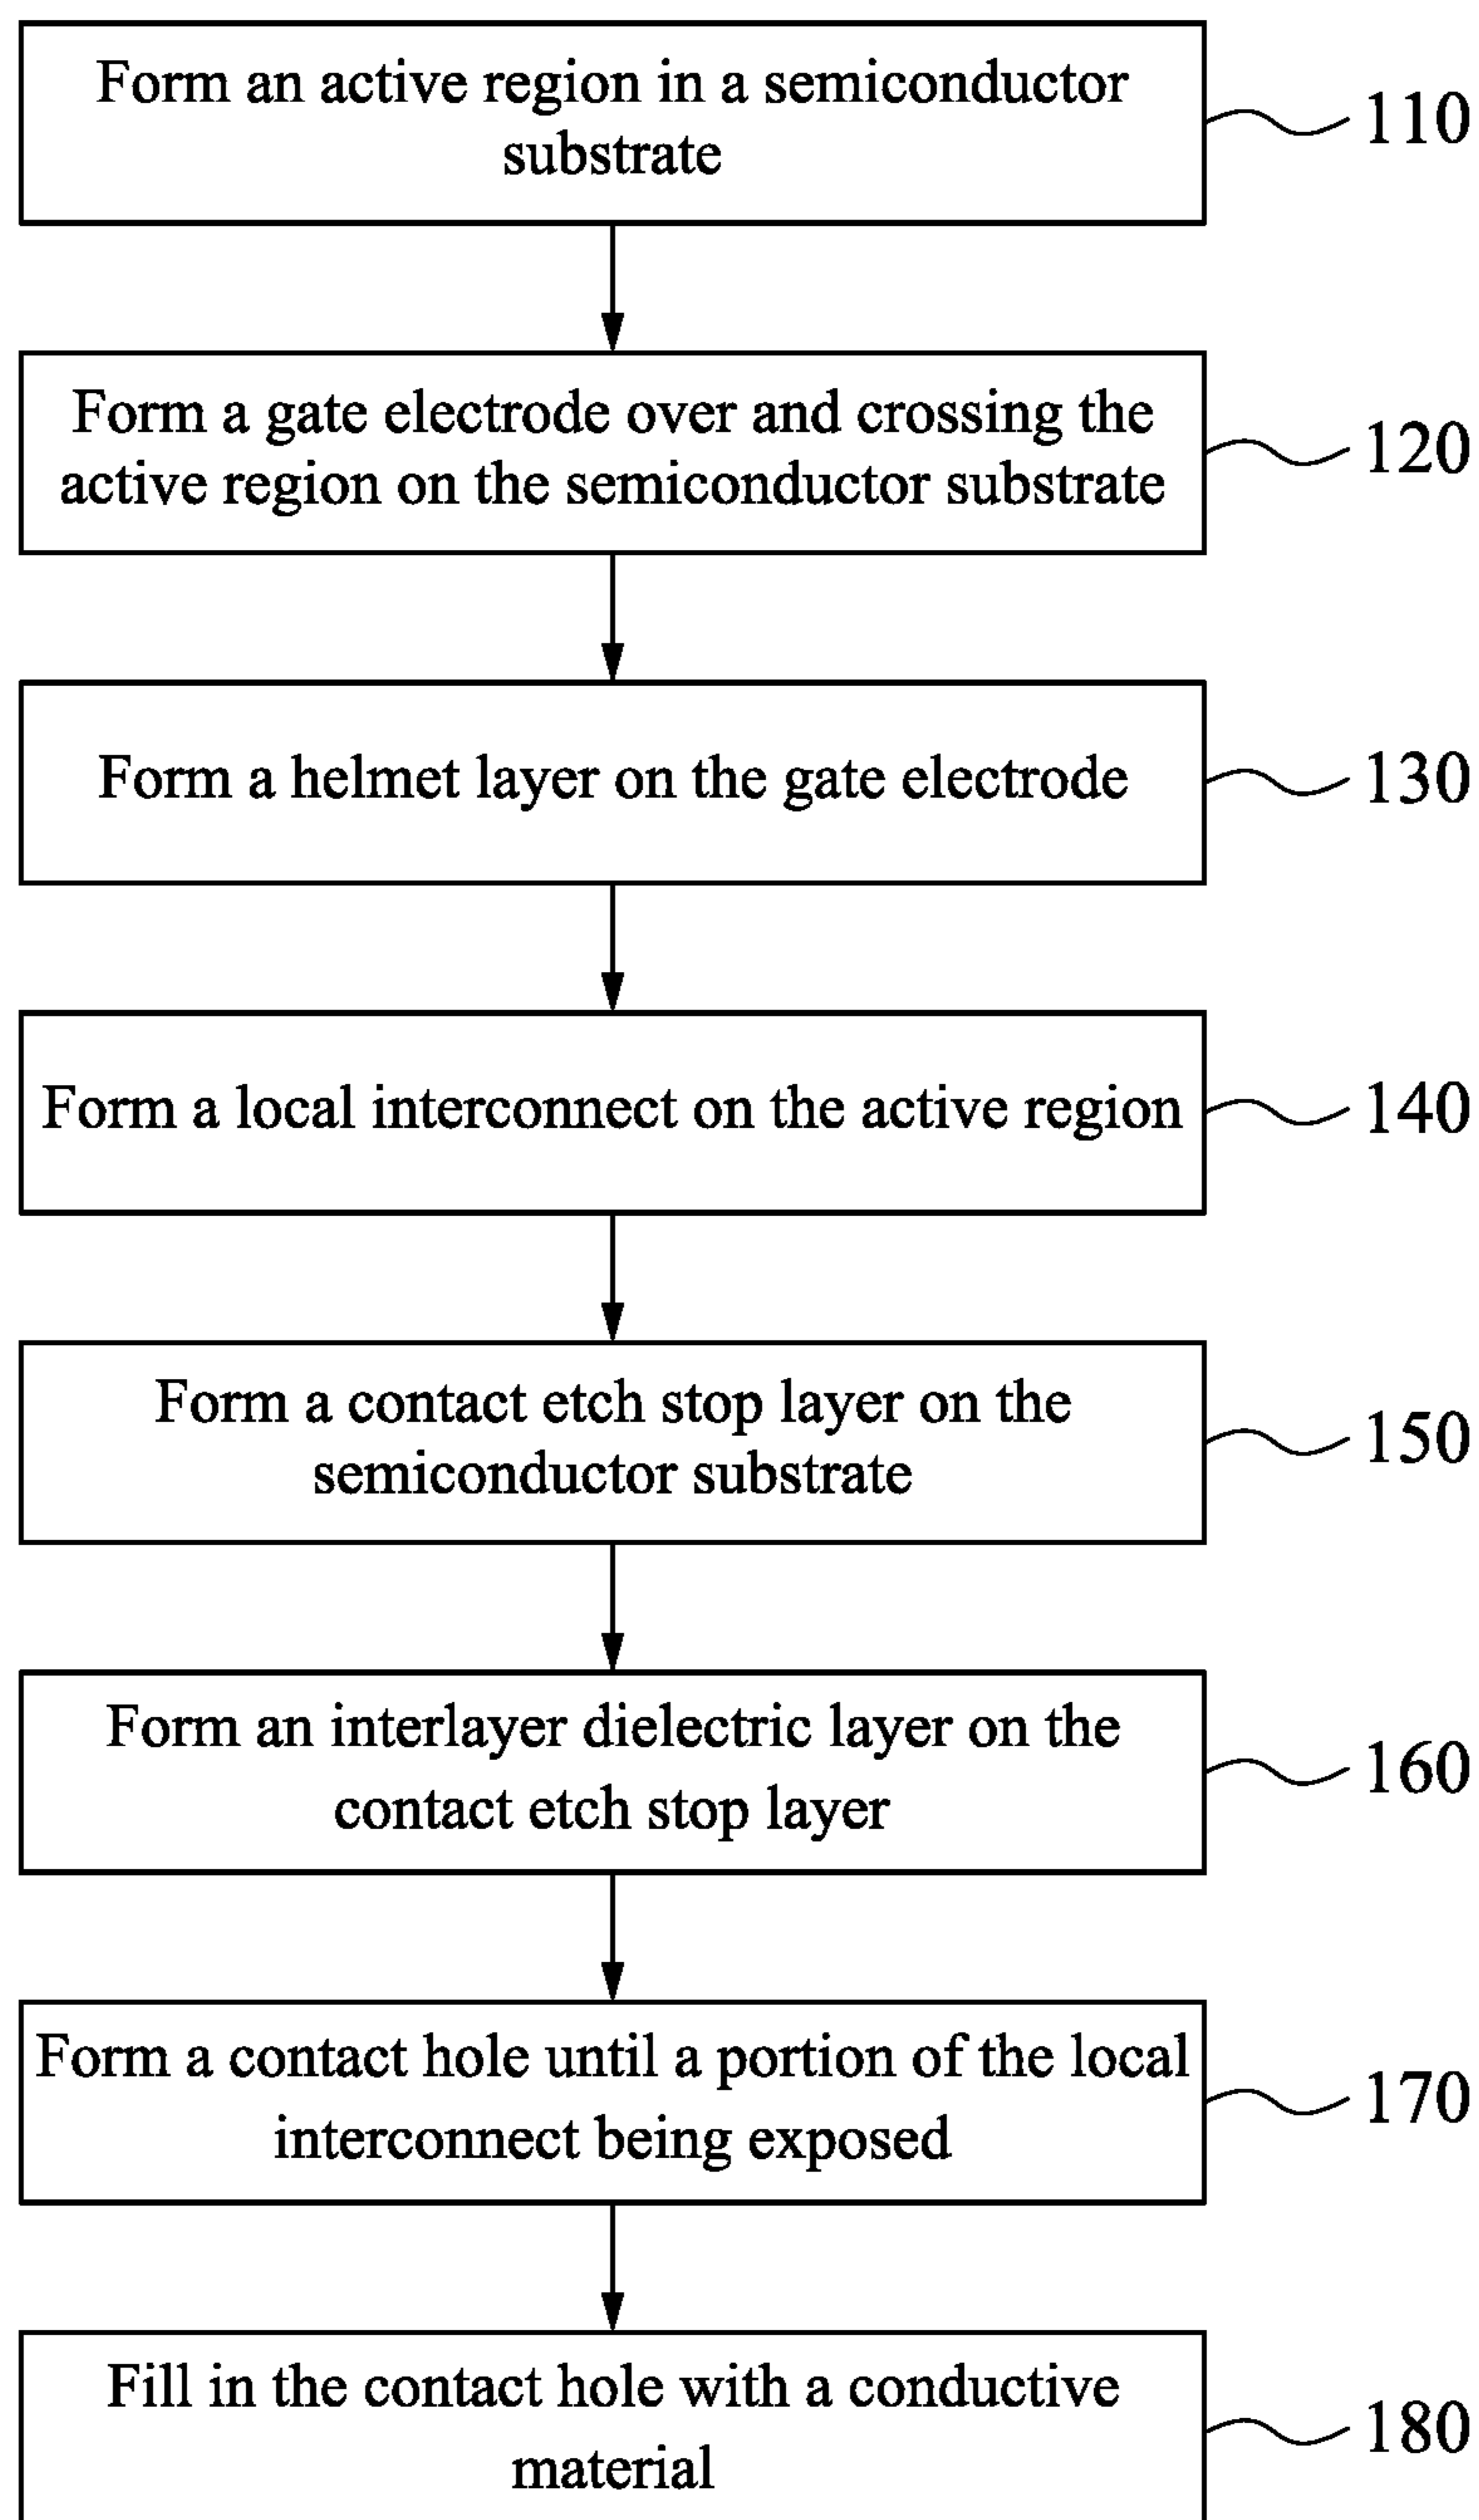 Form an active region in a semiconductor
substrate
110
Form a gate electrode over and crossing the
active region on the semiconductor substrate
120
Form a helmet layer on the gate electrode
130
Form a local interconnect on the active region
140
Form a contact etch stop layer on the
semiconductor substrate
150
Form an interlayer dielectric layer on the
contact etch stop layer
160
Form a contact hole until a portion of the local
interconnect being exposed
170
Fill in the contact hole with a conductive
material
180